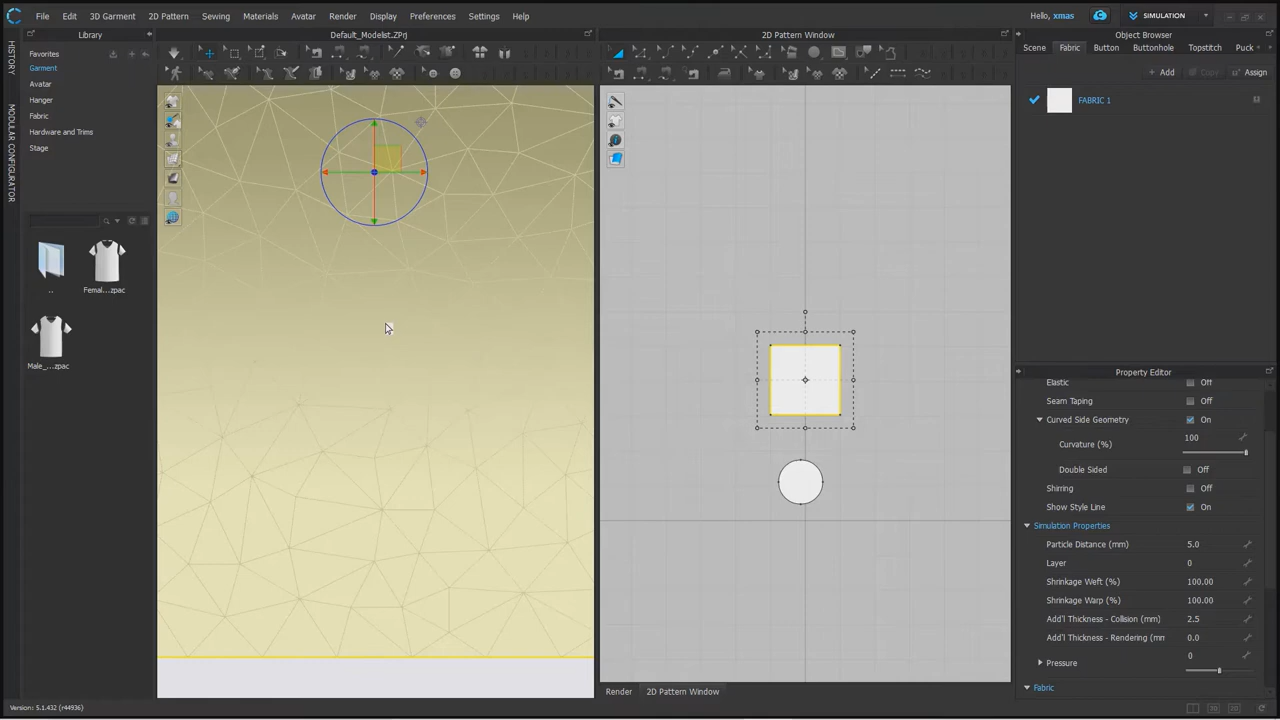 File Edit 3D Garment 2D Pattern Sewing Materials Avatar Render Display Preferences Settings Help
Hello, xmas
SIMULATION
Library
Default_Modelist.ZPrj
2D Pattern Window
Object Browser
HISTORY
MODULAR CONFIGURATOR
Favorites
Garment
Avatar
Hanger
Fabric
Hardware and Trims
Stage
..
Femal...zpac
Male_...zpac
Scene Fabric Button Buttonhole Topstitch Puck
Add Copy Assign
FABRIC 1
Property Editor
Elastic Off
Seam Taping Off
Curved Side Geometry On
Curvature (%) 100
Double Sided Off
Shirring Off
Show Style Line On
Simulation Properties
Particle Distance (mm) 5.0
Layer 0
Shrinkage Weft (%) 100.00
Shrinkage Warp (%) 100.00
Add'l Thickness - Collision (mm) 2.5
Add'l Thickness - Rendering (mm 0.0
Pressure 0
Fabric
Render 2D Pattern Window
Version: 5.1.432 (r44936)
3D 2D